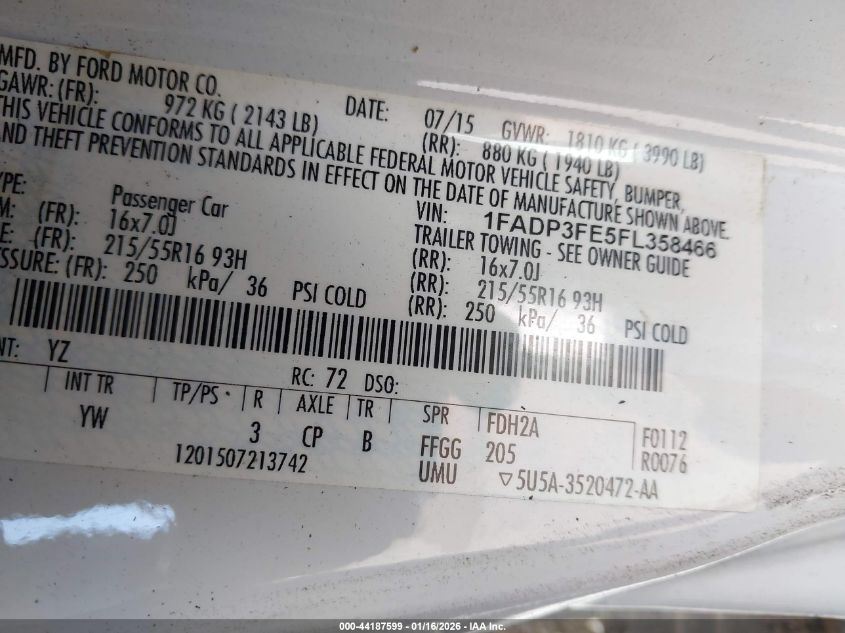 MFD. BY FORD MOTOR CO.
DATE: 07/15 GVWR: 1810 KG ( 3990 LB)
GAWR: (FR): 972 KG ( 2143 LB) (RR): 880 KG ( 1940 LB)
THIS VEHICLE CONFORMS TO ALL APPLICABLE FEDERAL MOTOR VEHICLE SAFETY, BUMPER,
AND THEFT PREVENTION STANDARDS IN EFFECT ON THE DATE OF MANUFACTURE SHOWN ABOVE.
VIN: 1FADP3FE5FL358466
YPE: Passenger Car TRAILER TOWING - SEE OWNER GUIDE
M: (FR): 16x7.0J (RR): 16x7.0J
E: (FR): 215/55R16 93H (RR): 215/55R16 93H
SSURE: (FR): 250 kPa/ 36 PSI COLD (RR): 250 kPa/ 36 PSI COLD
NT: YZ RC: 72 DSO:
INT TR TP/PS R AXLE TR SPR FDH2A F0112
YW 3 CP B FFGG 205 R0076
1201507213742 UMU ▽5U5A-3520472-AA
000-44187599 - 01/16/2026 - IAA Inc.